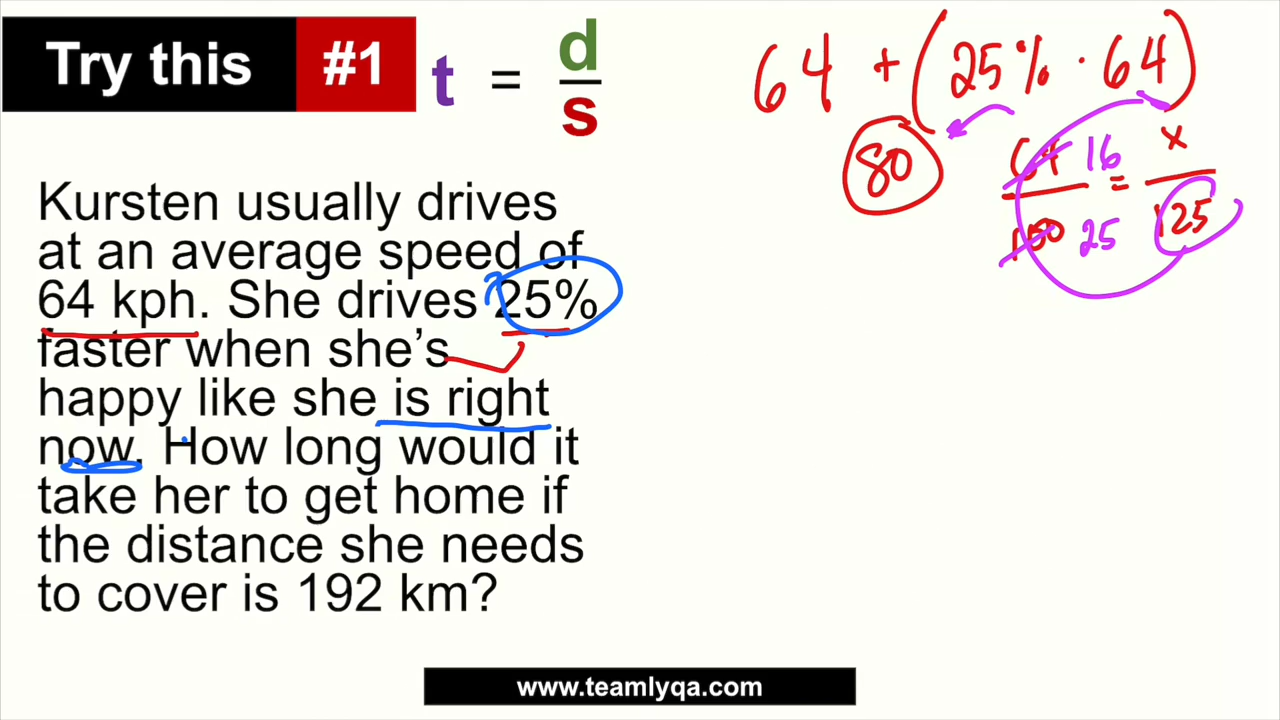 Try this #1
t = d/s
64 + (25% · 64)
80
64/100 16/25 = x/125
Kursten usually drives
at an average speed of
64 kph. She drives 25%
faster when she's
happy like she is right
now. How long would it
take her to get home if
the distance she needs
to cover is 192 km?
www.teamlyqa.com